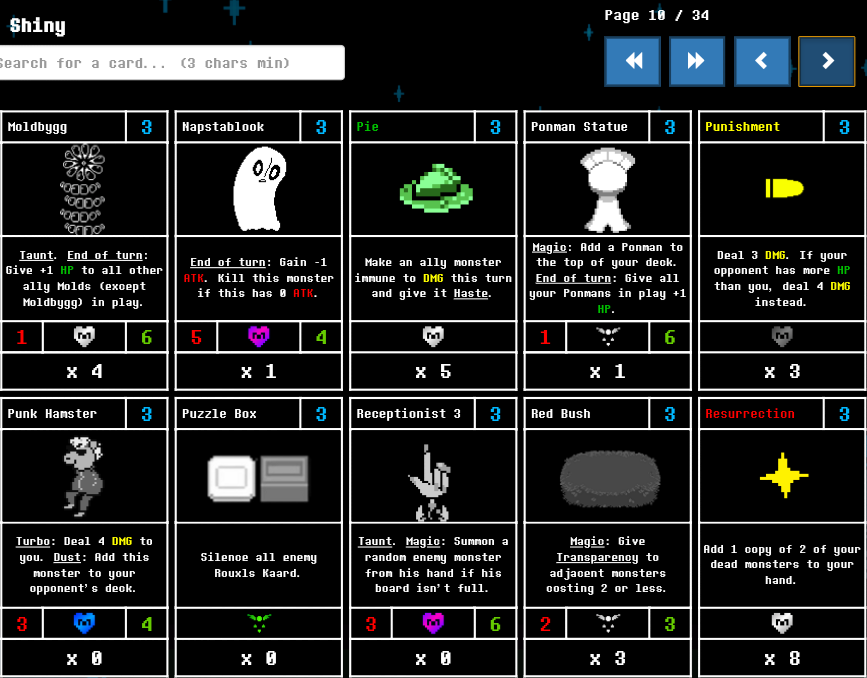 Shiny
Page 10 / 34
Search for a card... (3 chars min)
Moldbygg 3
Taunt. End of turn:
Give +1 HP to all other
ally Molds (except
Moldbygg) in play.
1 6
x 4
Napstablook 3
End of turn: Gain -1
ATK. Kill this monster
if this has 0 ATK.
5 4
x 1
Pie 3
Make an ally monster
immune to DMG this turn
and give it Haste.
x 5
Ponman Statue 3
Magic: Add a Ponman to
the top of your deck.
End of turn: Give all
your Ponmans in play +1
HP.
1 6
x 1
Punishment 3
Deal 3 DMG. If your
opponent has more HP
than you, deal 4 DMG
instead.
x 3
Punk Hamster 3
Turbo: Deal 4 DMG to
you. Dust: Add this
monster to your
opponent's deck.
3 4
x 0
Puzzle Box 3
Silence all enemy
Rouxls Kaard.
x 0
Receptionist 3 3
Taunt. Magic: Summon a
random enemy monster
from his hand if his
board isn't full.
3 6
x 0
Red Bush 3
Magic: Give
Transparency to
adjacent monsters
costing 2 or less.
2 3
x 3
Resurrection 3
Add 1 copy of 2 of your
dead monsters to your
hand.
x 8